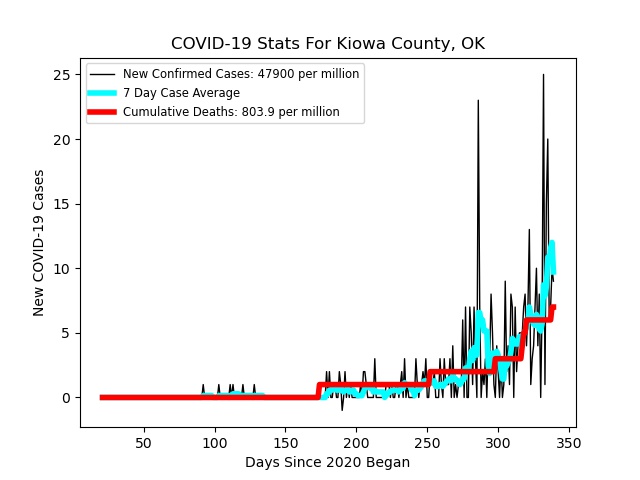 COVID-19 Stats For Kiowa County, OK
New Confirmed Cases: 47900 per million
7 Day Case Average
Cumulative Deaths: 803.9 per million
New COVID-19 Cases
25
20
15
10
5
0
50
100
150
200
250
300
350
Days Since 2020 Began